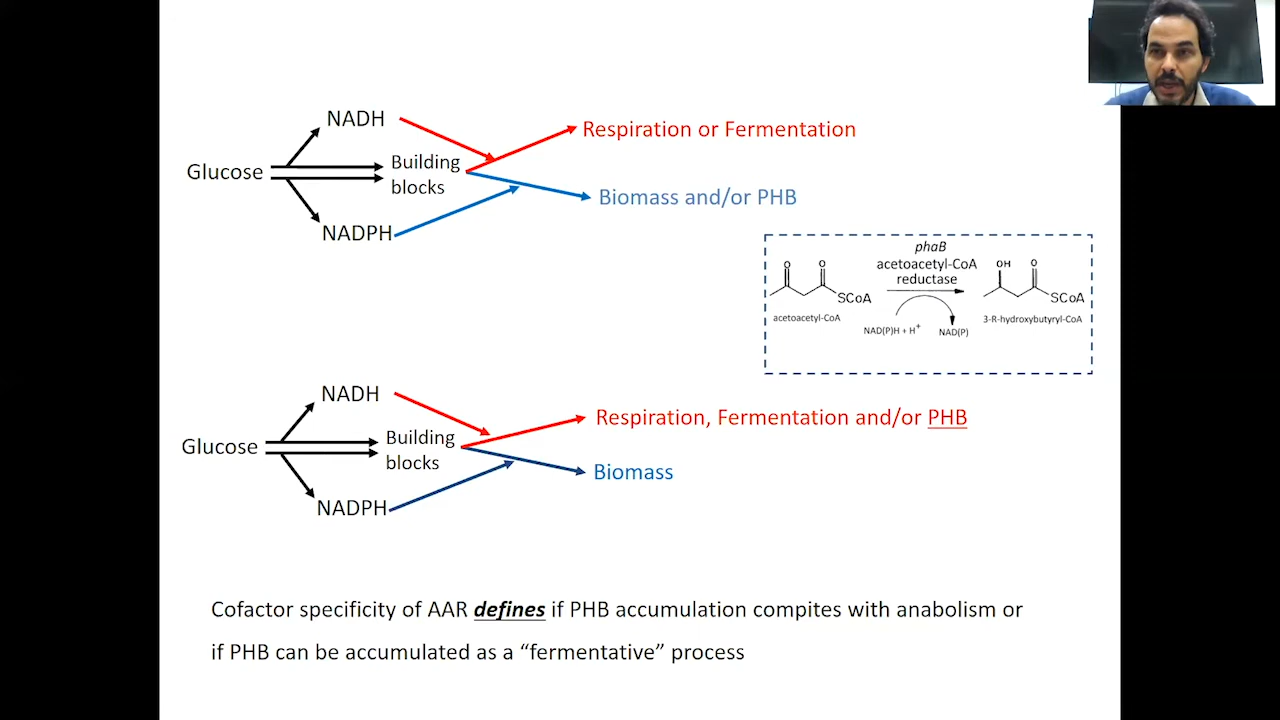 NADH
Respiration or Fermentation
Glucose
Building
blocks
Biomass and/or PHB
NADPH
phaB
acetoacetyl-CoA
reductase
O
O
SCoA
acetoacetyl-CoA
NAD(P)H + H+
NAD(P)
OH
O
SCoA
3-R-hydroxybutyryl-CoA
NADH
Respiration, Fermentation and/or PHB
Glucose
Building
blocks
Biomass
NADPH
Cofactor specificity of AAR defines if PHB accumulation compites with anabolism or
if PHB can be accumulated as a “fermentative” process